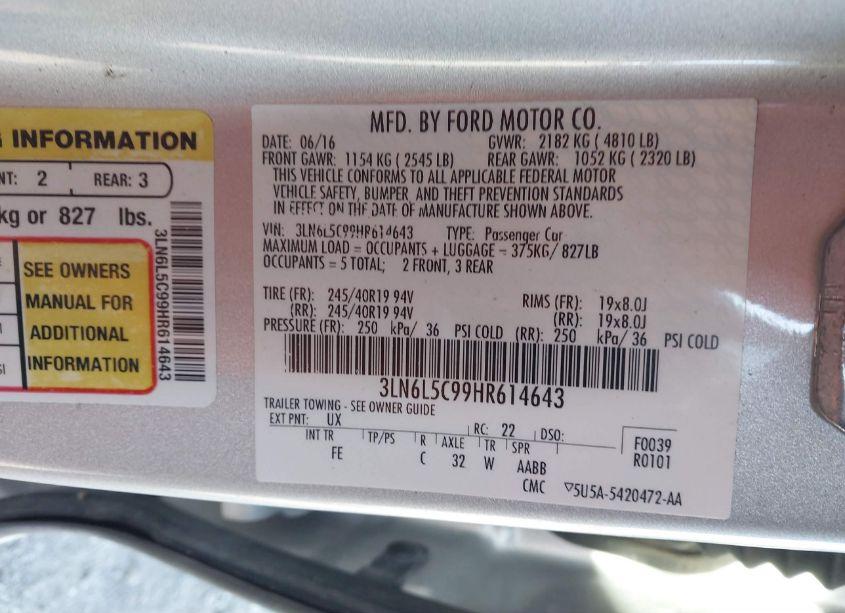 G INFORMATION
NT: 2 REAR: 3
kg or 827 lbs.
SEE OWNERS
MANUAL FOR
ADDITIONAL
INFORMATION
3LN6L5C99HR614643
MFD. BY FORD MOTOR CO.
DATE: 06/16 GVWR: 2182 KG ( 4810 LB)
FRONT GAWR: 1154 KG ( 2545 LB) REAR GAWR: 1052 KG ( 2320 LB)
THIS VEHICLE CONFORMS TO ALL APPLICABLE FEDERAL MOTOR
VEHICLE SAFETY, BUMPER, AND THEFT PREVENTION STANDARDS
IN EFFECT ON THE DATE OF MANUFACTURE SHOWN ABOVE.
VIN: 3LN6L5C99HR614643 TYPE: Passenger Car
MAXIMUM LOAD = OCCUPANTS + LUGGAGE = 375KG/ 827LB
OCCUPANTS = 5 TOTAL; 2 FRONT, 3 REAR
TIRE (FR): 245/40R19 94V RIMS (FR): 19x8.0J
(RR): 245/40R19 94V (RR): 19x8.0J
PRESSURE (FR): 250 kPa/ 36 PSI COLD (RR): 250 kPa/ 36 PSI COLD
3LN6L5C99HR614643
TRAILER TOWING - SEE OWNER GUIDE
EXT PNT: UX RC: 22 DSO:
INT TR TP/PS R AXLE TR SPR F0039
FE C 32 W AABB R0101
CMC ▽5U5A-5420472-AA